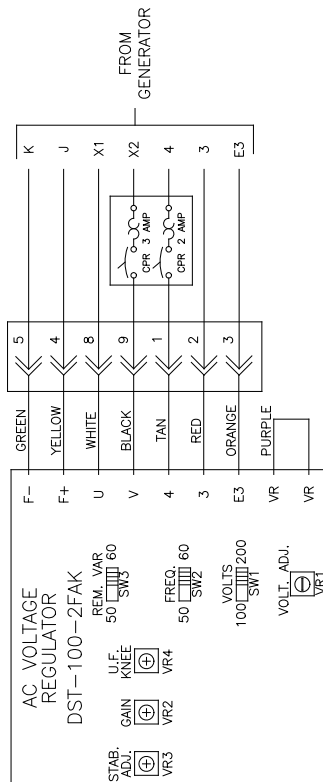 AC VOLTAGE
REGULATOR
DST-100-2FAK
STAB.
ADJ.
VR3
GAIN
VR2
U.F.
KNEE
VR4
REM. VAR
50 60
SW3
FREQ.
50 60
SW2
VOLTS
100 200
SW1
VOLT. ADJ.
VR1
F- GREEN 5 K
F+ YELLOW 4 J
U WHITE 8 X1
V BLACK 9 CPR 3 AMP X2
4 TAN 1 CPR 2 AMP 4
3 RED 2 3
E3 ORANGE 3 E3
VR PURPLE
VR
FROM
GENERATOR